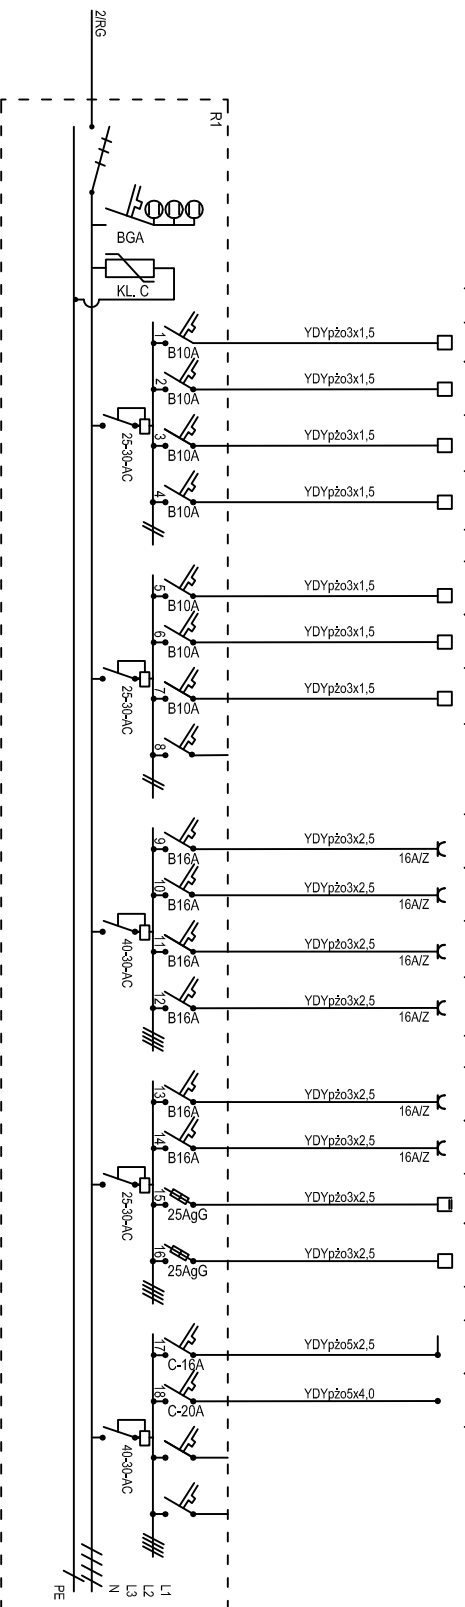 2/RG
R1
BGA
KL. C
1
B10A
YDYpżo3x1,5
2
B10A
YDYpżo3x1,5
25-30-AC
3
B10A
YDYpżo3x1,5
4
B10A
YDYpżo3x1,5
5
B10A
YDYpżo3x1,5
6
B10A
YDYpżo3x1,5
25-30-AC
7
B10A
YDYpżo3x1,5
8
9
B16A
YDYpżo3x2,5
16A/Z
10
B16A
YDYpżo3x2,5
16A/Z
40-30-AC
11
B16A
YDYpżo3x2,5
16A/Z
12
B16A
YDYpżo3x2,5
16A/Z
13
B16A
YDYpżo3x2,5
16A/Z
14
B16A
YDYpżo3x2,5
16A/Z
25-30-AC
15
25AgG
YDYpżo3x2,5
16
25AgG
YDYpżo3x2,5
17
C-16A
YDYpżo5x2,5
18
C-20A
YDYpżo5x4,0
40-30-AC
L1
L2
L3
N
PE